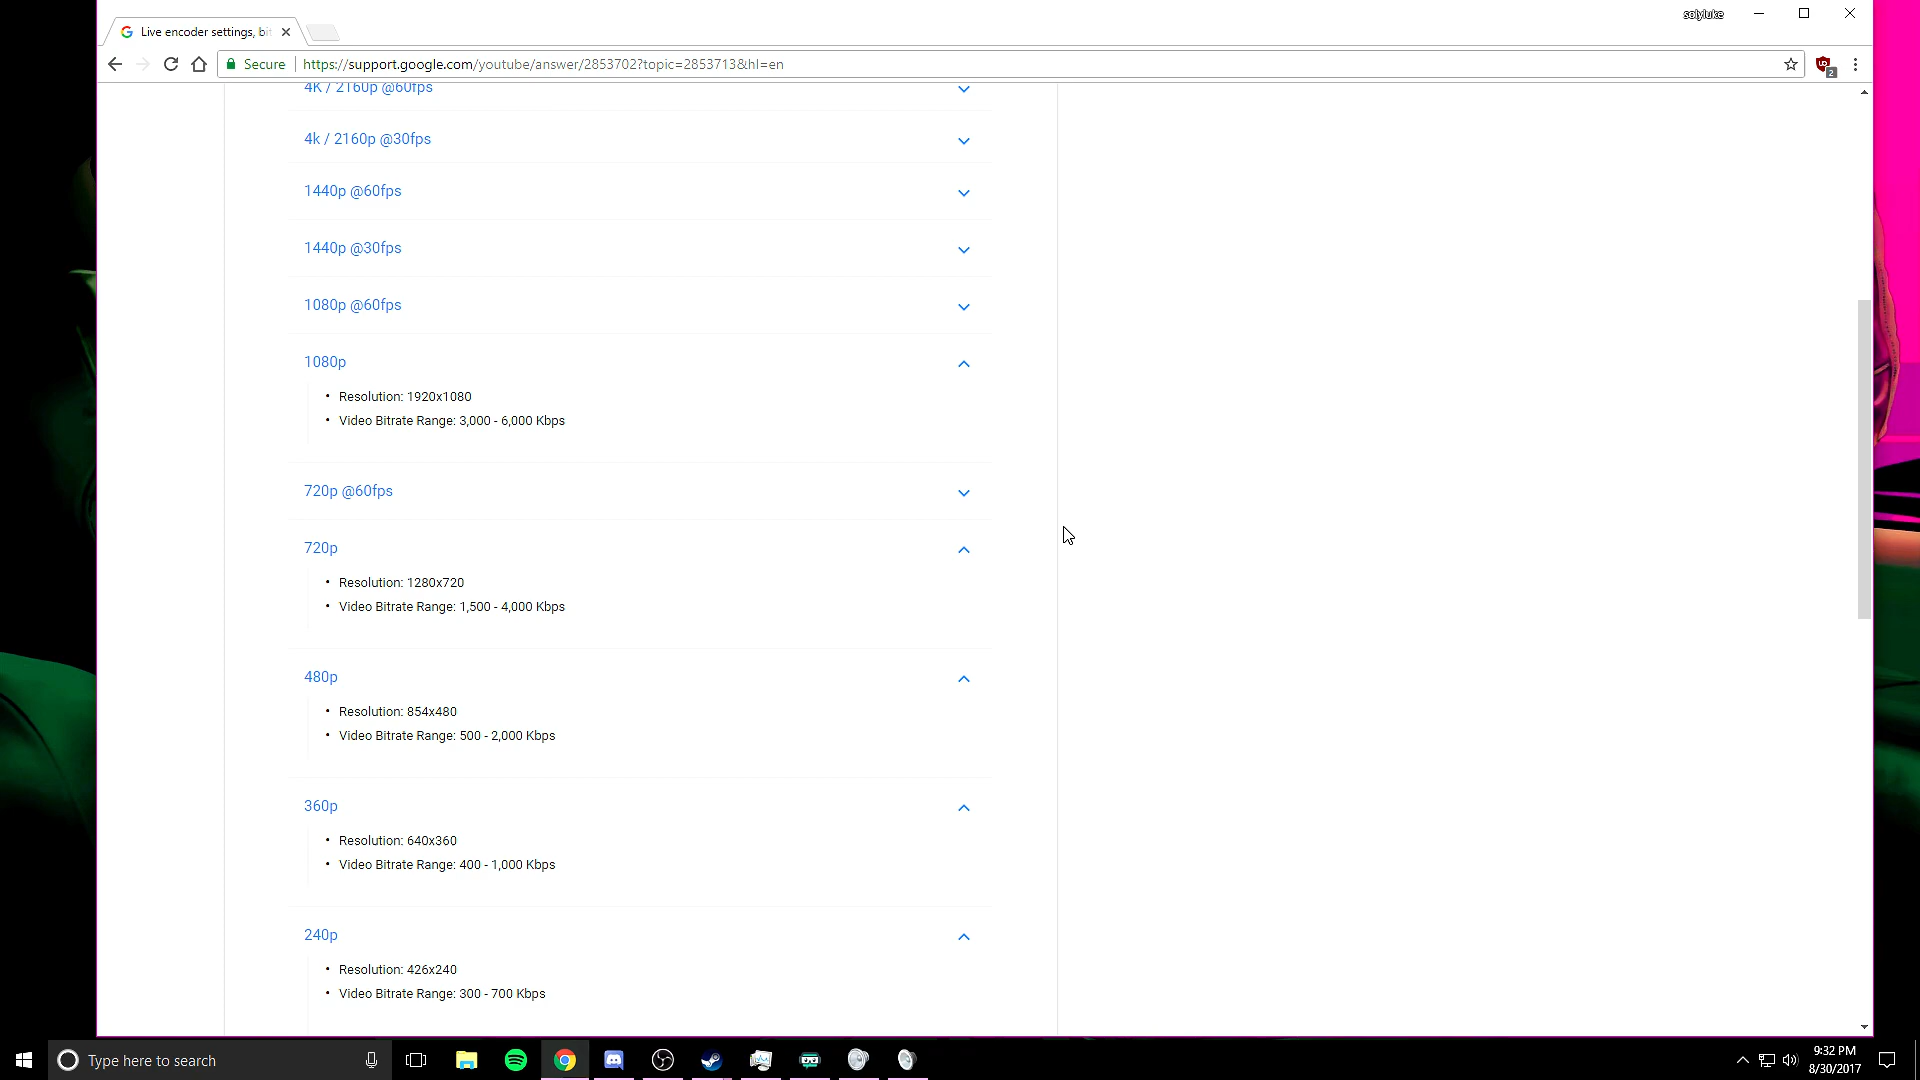 solyluke
Live encoder settings, bit
Secure
https://support.google.com/youtube/answer/2853702?topic=2853713&hl=en
2
4K / 2160p @60fps
4k / 2160p @30fps
1440p @60fps
1440p @30fps
1080p @60fps
1080p
• Resolution: 1920x1080
• Video Bitrate Range: 3,000 - 6,000 Kbps
720p @60fps
720p
• Resolution: 1280x720
• Video Bitrate Range: 1,500 - 4,000 Kbps
480p
• Resolution: 854x480
• Video Bitrate Range: 500 - 2,000 Kbps
360p
• Resolution: 640x360
• Video Bitrate Range: 400 - 1,000 Kbps
240p
• Resolution: 426x240
• Video Bitrate Range: 300 - 700 Kbps
Type here to search
9:32 PM
8/30/2017